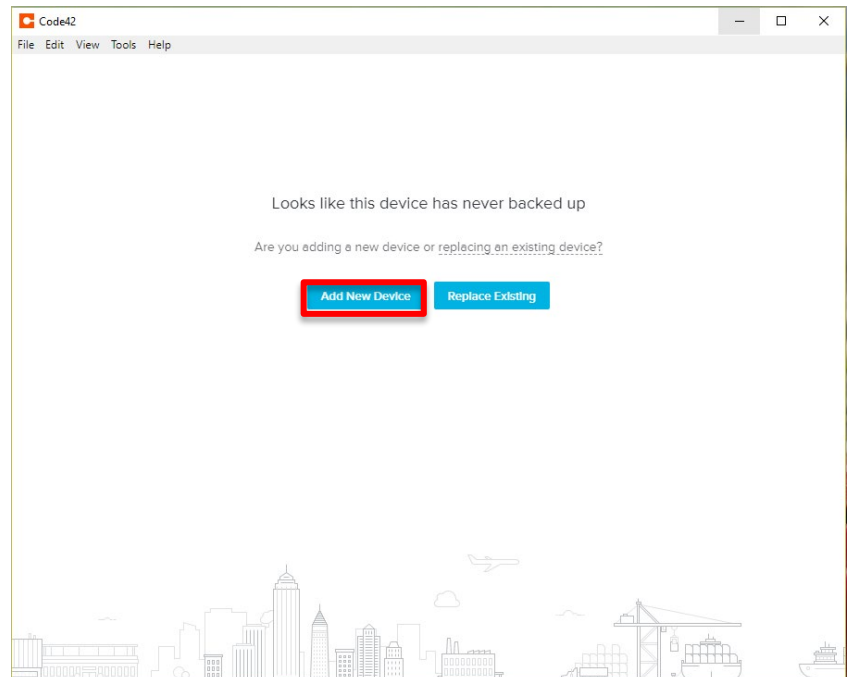 Code42
File Edit View Tools Help
Looks like this device has never backed up
Are you adding a new device or replacing an existing device?
Add New Device Replace Existing